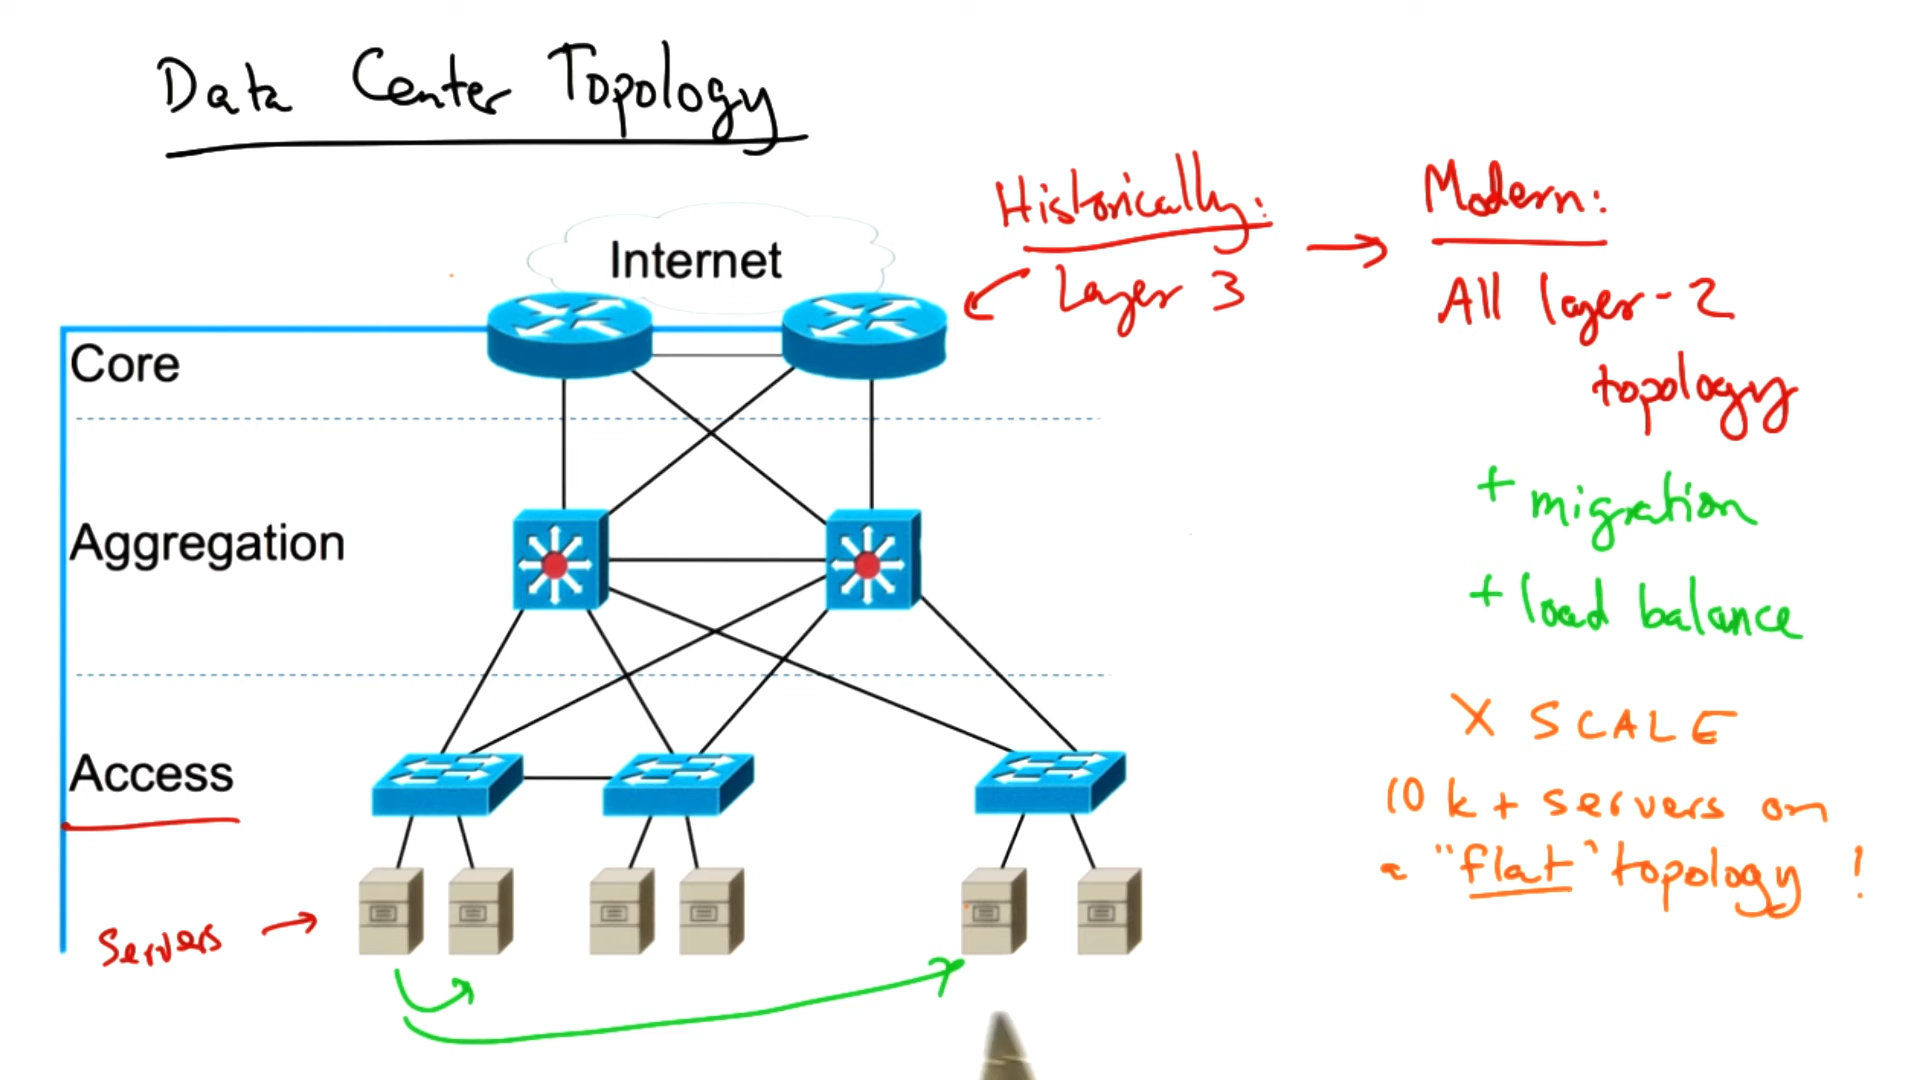 Data Center Topology
Internet
Core
Aggregation
Access
Servers
Historically:
Layer 3
Modern:
All layer-2
topology
+ migration
+ load balance
X SCALE
10k+ servers on
a "flat" topology!